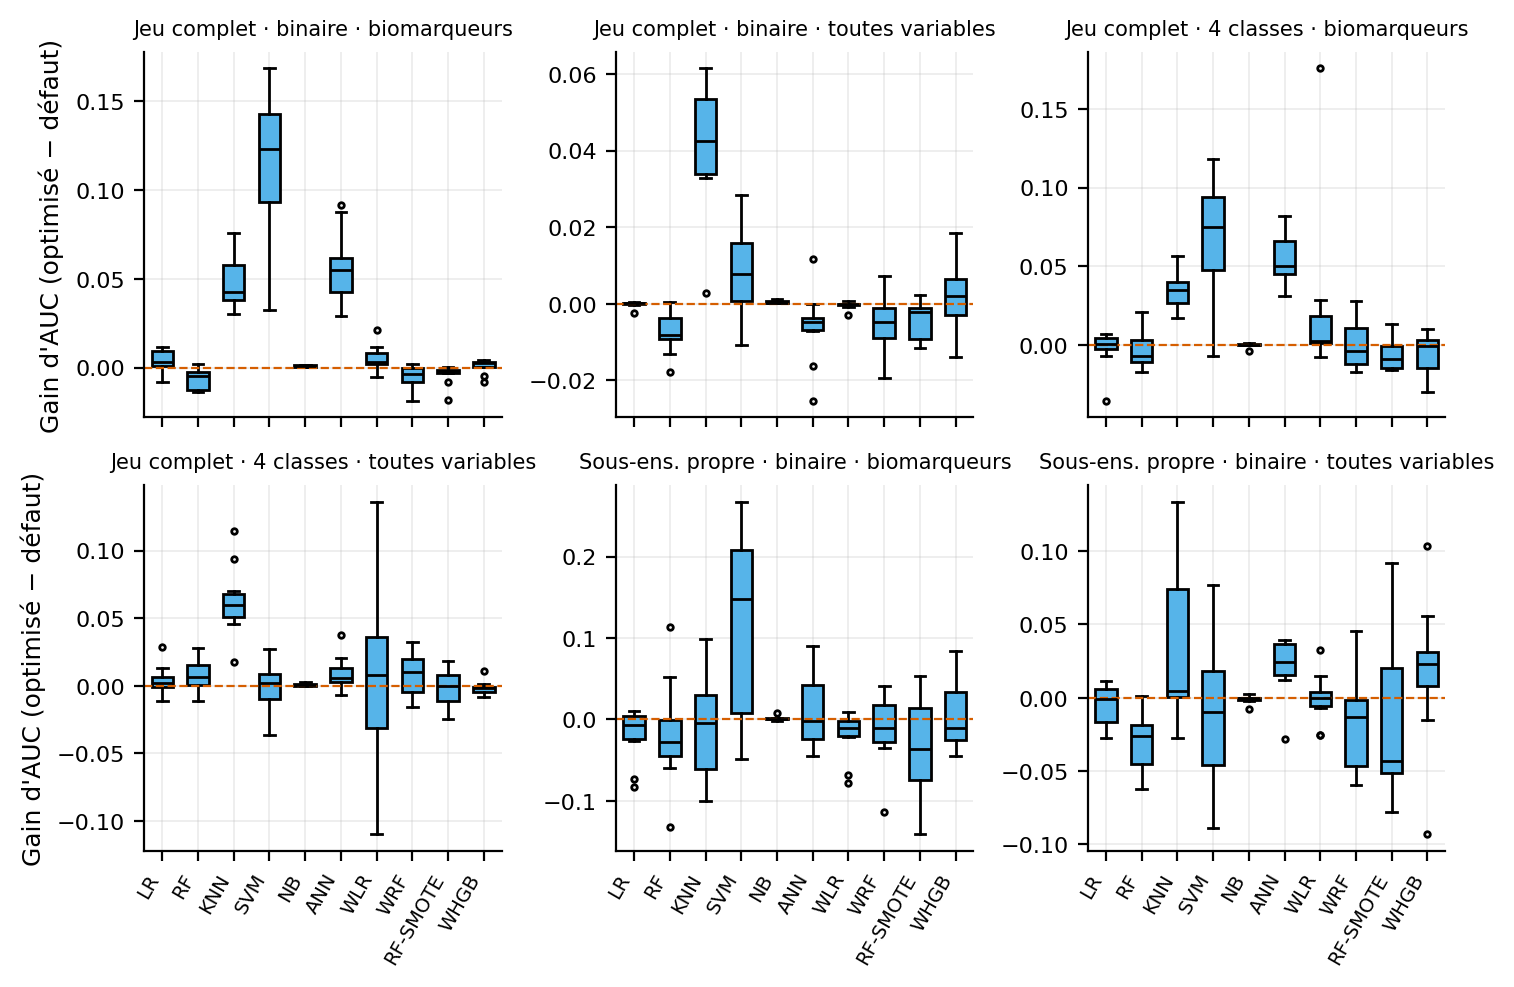 Jeu complet · binaire · biomarqueurs
Jeu complet · binaire · toutes variables
Jeu complet · 4 classes · biomarqueurs
Gain d'AUC (optimisé − défaut)
0.15
0.10
0.05
0.00
0.06
0.04
0.02
0.00
−0.02
0.15
0.10
0.05
0.00
Jeu complet · 4 classes · toutes variables
Sous-ens. propre · binaire · biomarqueurs
Sous-ens. propre · binaire · toutes variables
Gain d'AUC (optimisé − défaut)
0.10
0.05
0.00
−0.05
−0.10
0.2
0.1
0.0
−0.1
0.10
0.05
0.00
−0.05
−0.10
LR
RF
KNN
SVM
NB
ANN
WLR
WRF
RF-SMOTE
WHGB
LR
RF
KNN
SVM
NB
ANN
WLR
WRF
RF-SMOTE
WHGB
LR
RF
KNN
SVM
NB
ANN
WLR
WRF
RF-SMOTE
WHGB